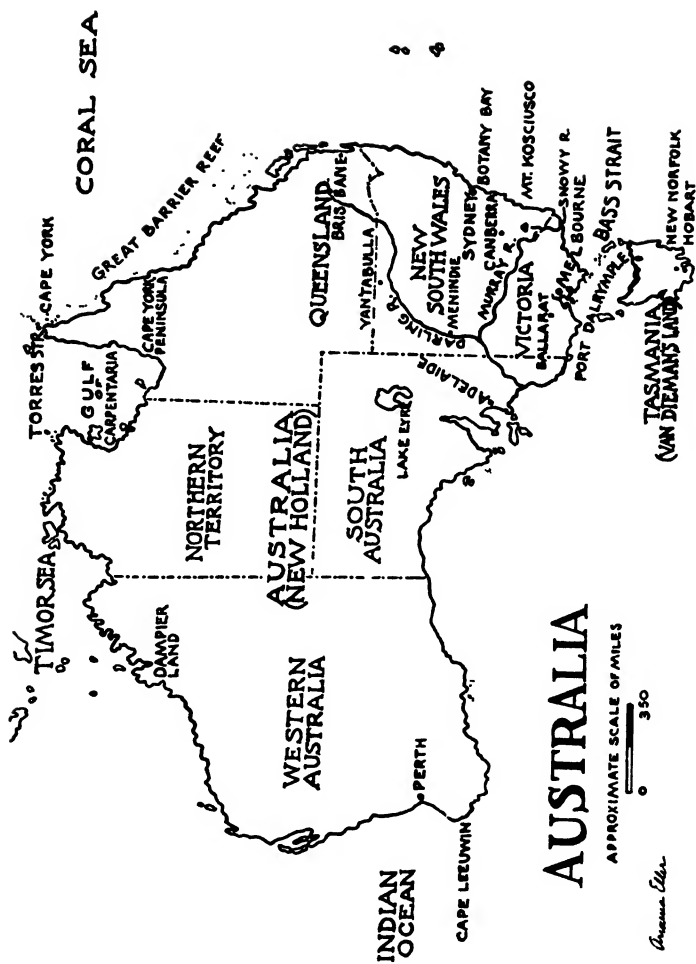 TIMOR SEA
TORRES STR.
CAPE YORK
CORAL SEA
GULF
OF
CARPENTARIA
CAPE YORK
PENINSULA
GREAT BARRIER REEF
DAMPIER
LAND
NORTHERN
TERRITORY
WESTERN
AUSTRALIA
AUSTRALIA
(NEW HOLLAND)
QUEENSLAND
BRISBANE
YANTABULLA
SOUTH
AUSTRALIA
LAKE EYRE
DARLING R.
NEW
SOUTH WALES
MENINDIE
INDIAN
OCEAN
PERTH
CAPE LEEUWIN
ADELAIDE
MURRAY R.
SYDNEY
BOTANY BAY
CANBERRA
MT. KOSCIUSCO
VICTORIA
BALLARAT
SNOWY R.
MELBOURNE
PORT DALRYMPLE
BASS STRAIT
TASMANIA
(VAN DIEMAN'S LAND)
NEW NORFOLK
HOBART
AUSTRALIA
APPROXIMATE SCALE OF MILES
0 350